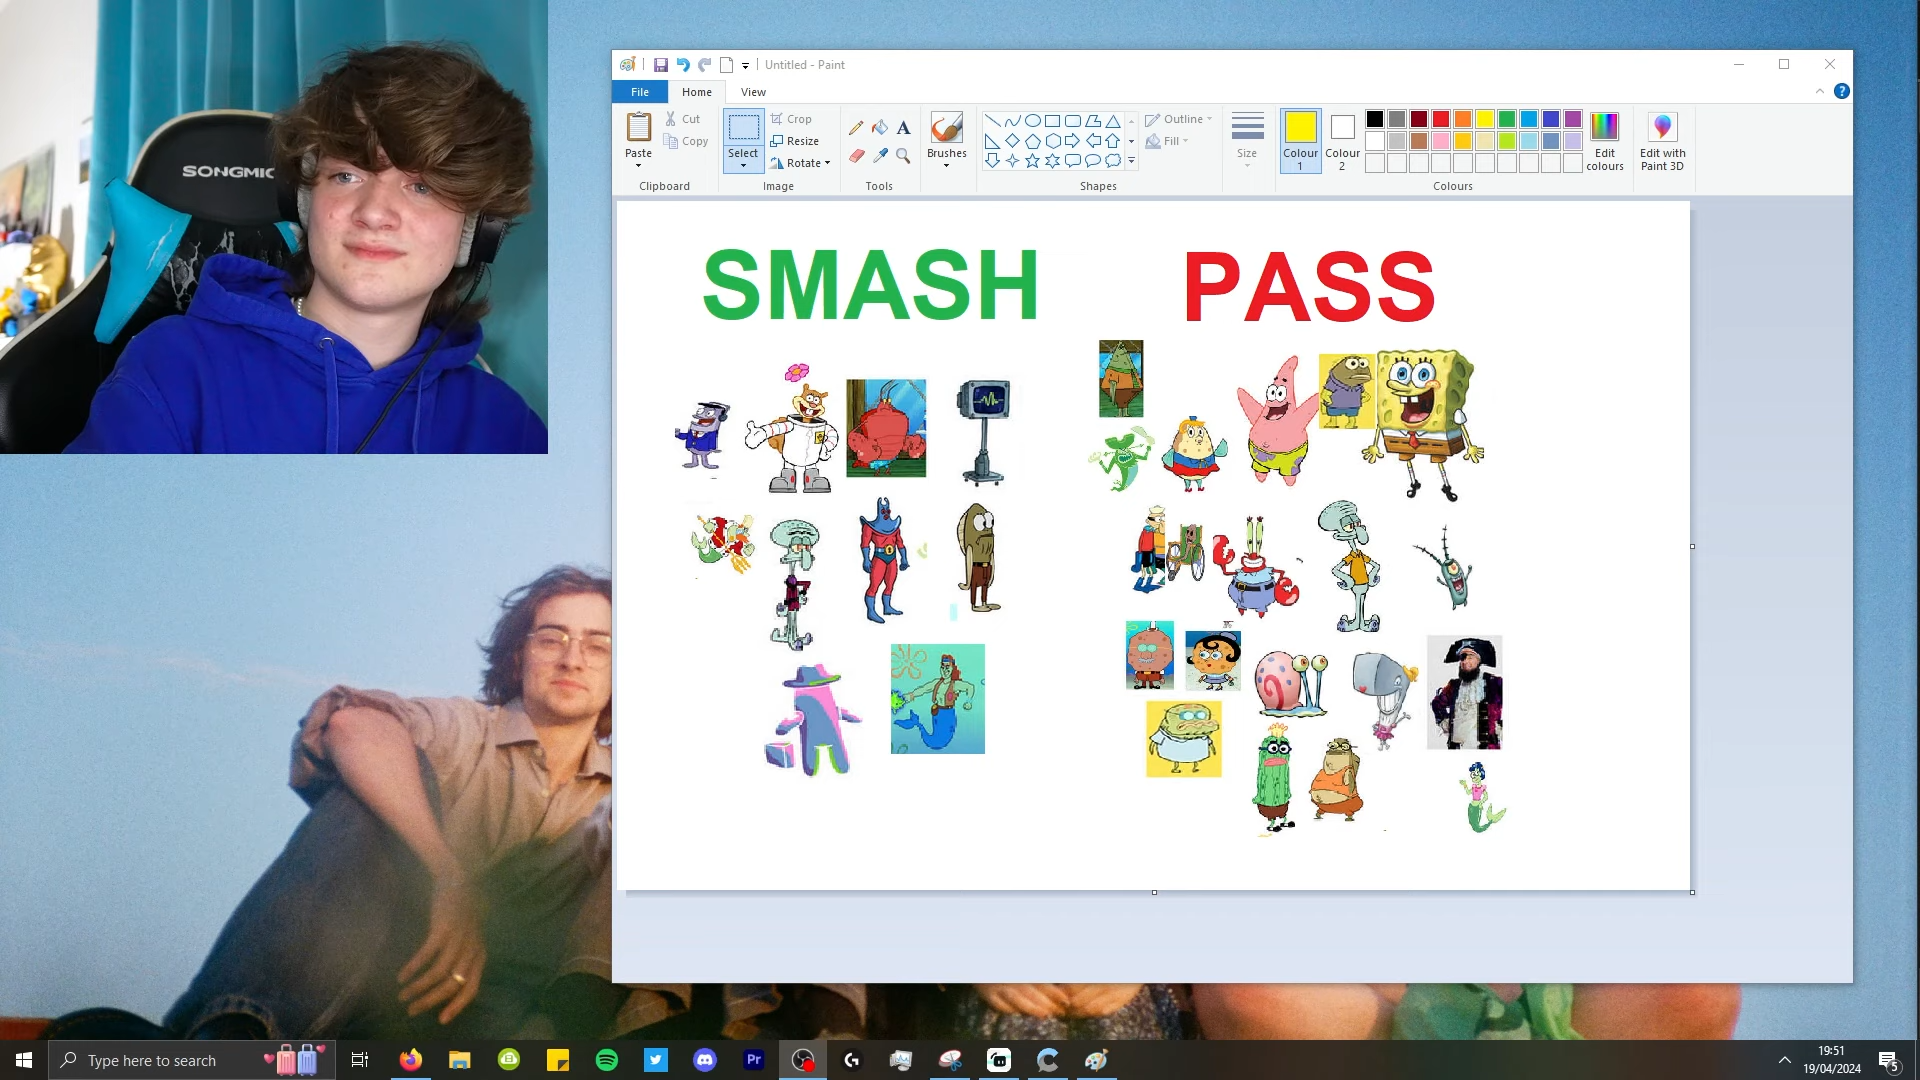 SONGMIC
Untitled - Paint
File
Home
View
Paste
Cut
Copy
Clipboard
Select
Crop
Resize
Rotate
Image
A
Tools
Brushes
Shapes
Outline
Fill
Size
Colour
1
Colour
2
Edit
colours
Edit with
Paint 3D
Colours
SMASH
PASS
Type here to search
Pr
19:51
19/04/2024
5